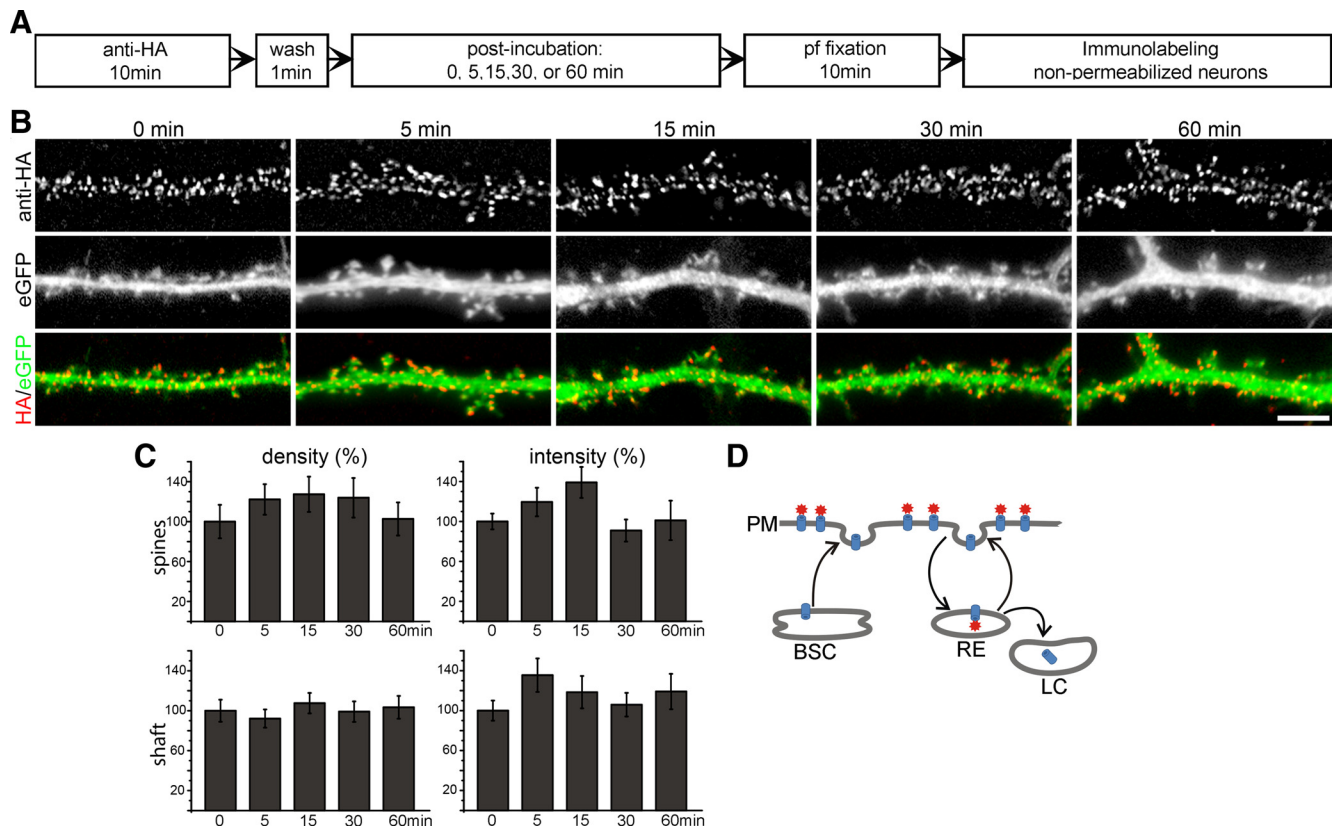 A
anti-HA
10min
wash
1min
post-incubation:
0, 5,15,30, or 60 min
pf fixation
10min
Immunolabeling
non-permeabilized neurons
B
0 min
5 min
15 min
30 min
60 min
anti-HA
eGFP
HA/eGFP
C
density (%)
intensity (%)
spines
140
100
60
20
0 5 15 30 60min
140
100
60
20
0 5 15 30 60min
shaft
140
100
60
20
0 5 15 30 60min
140
100
60
20
0 5 15 30 60min
D
PM
BSC
RE
LC